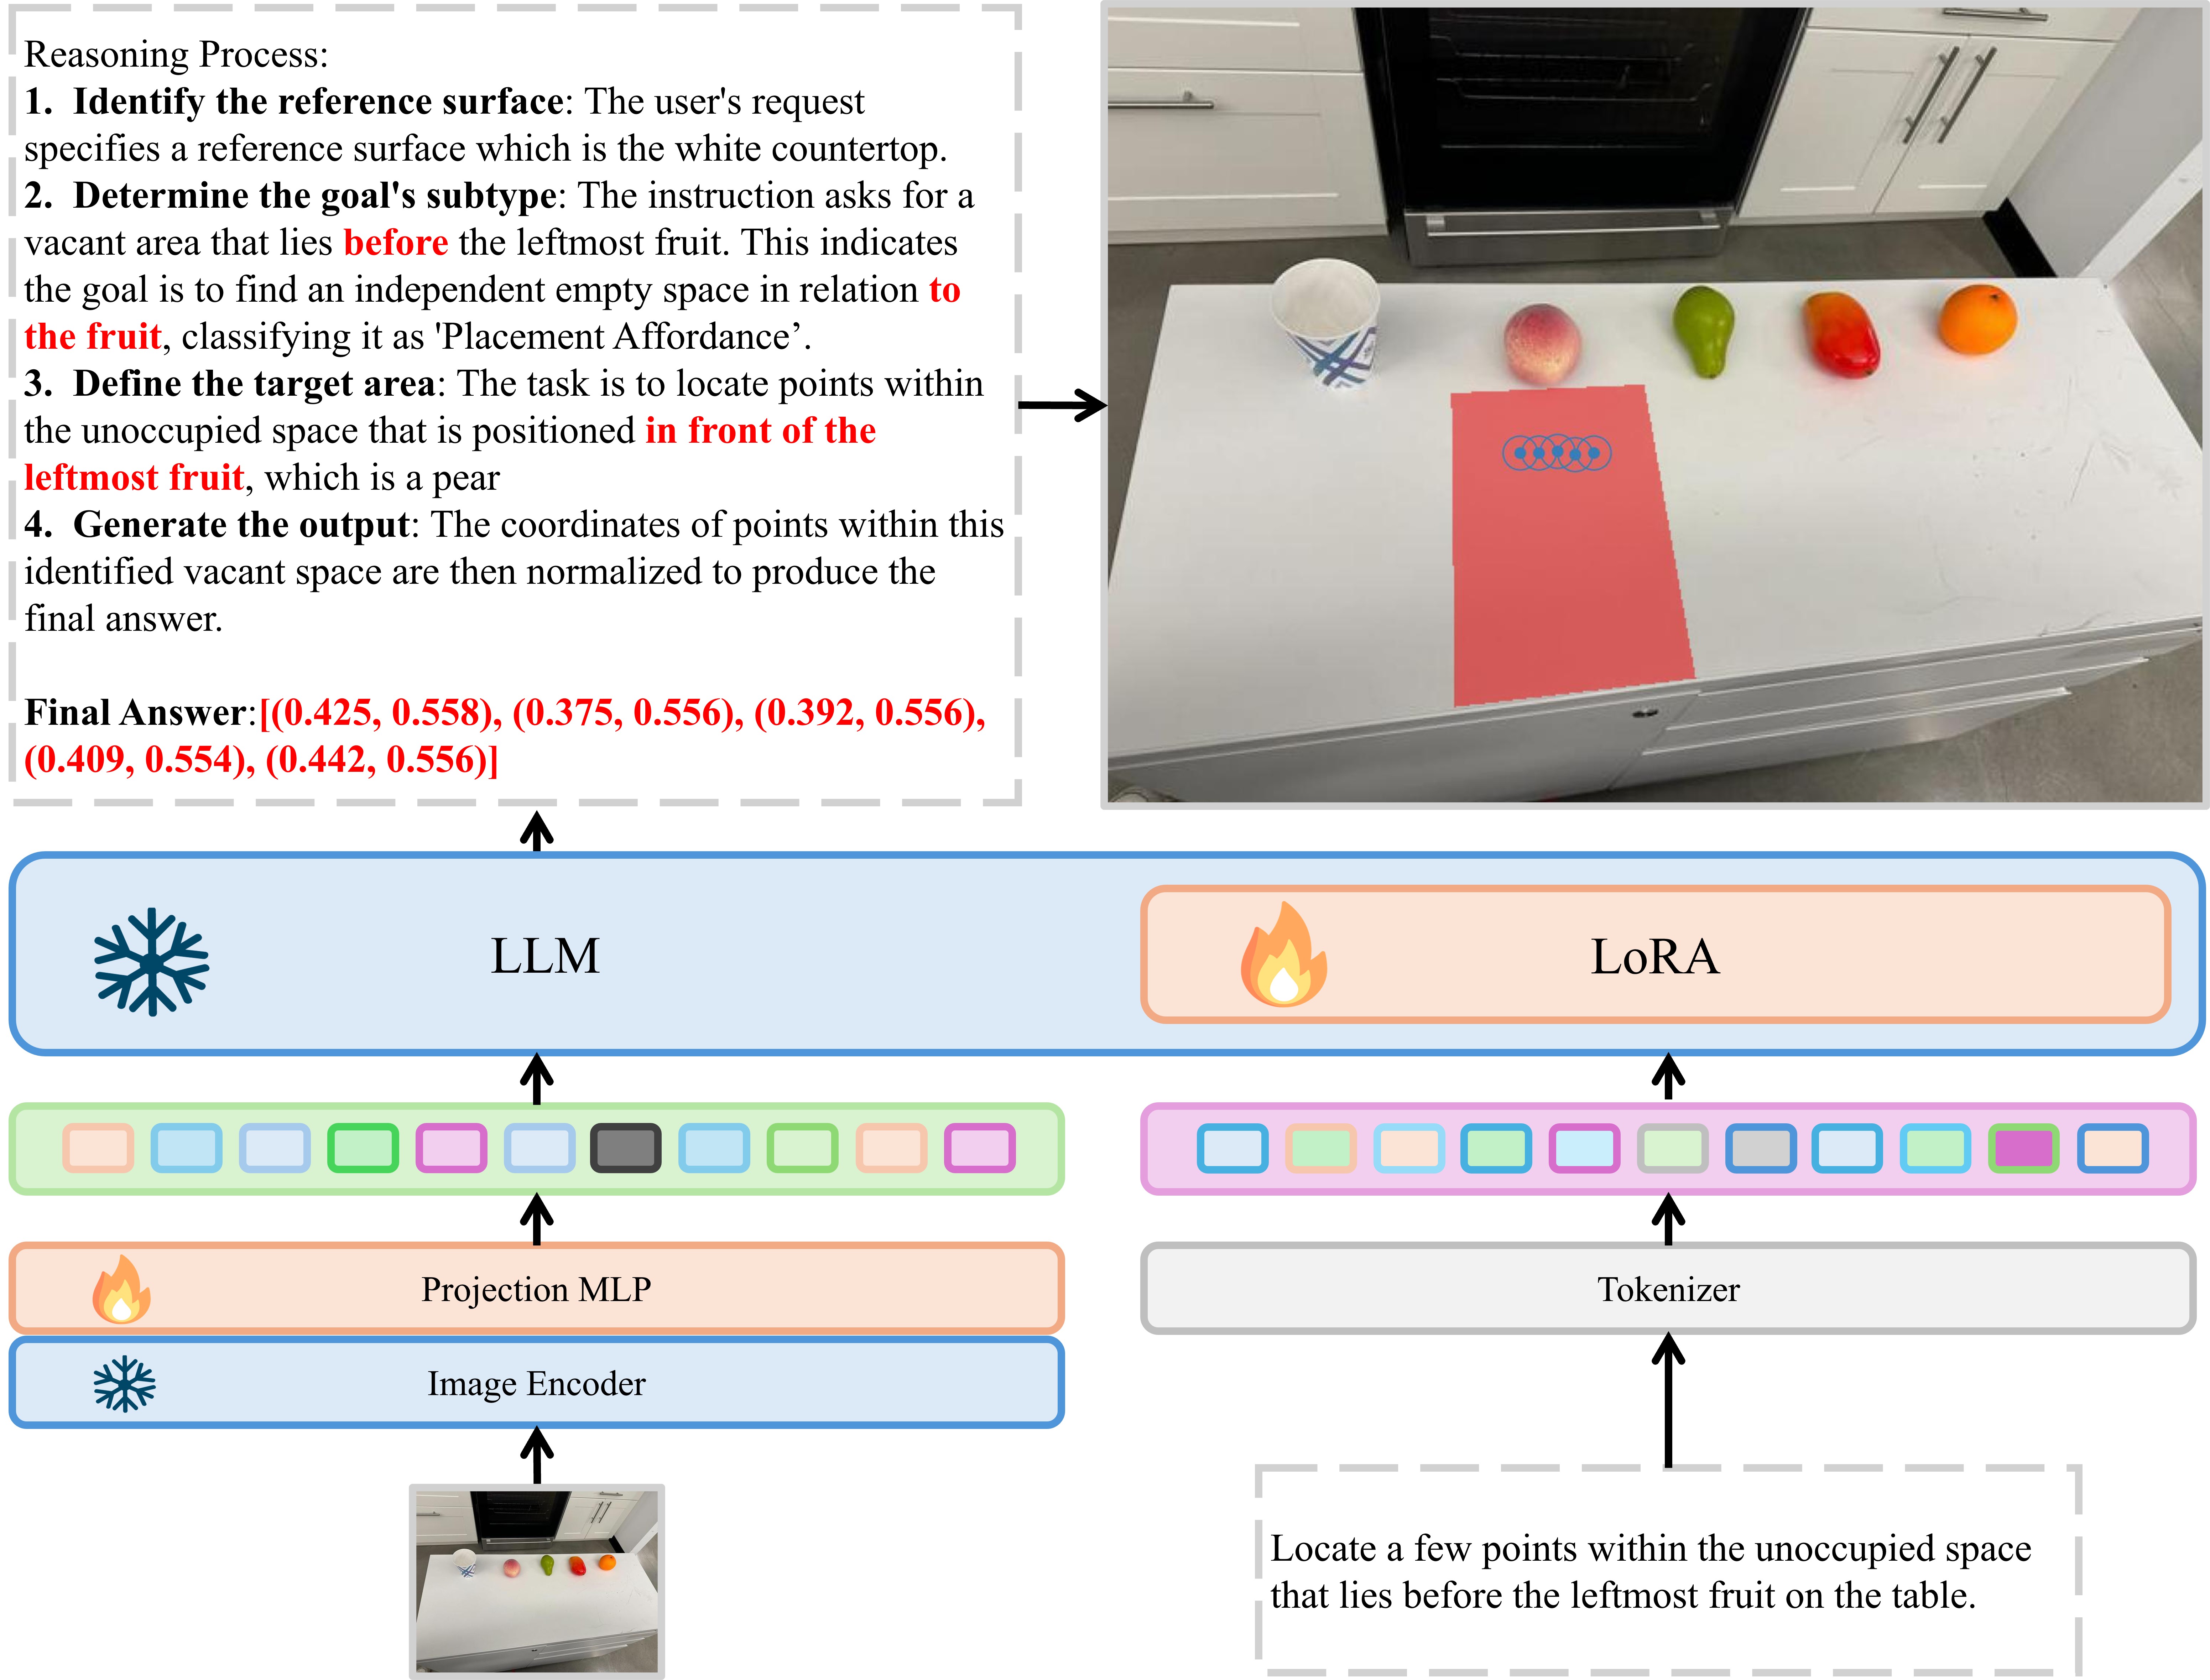 Reasoning Process:
1. Identify the reference surface: The user's request
specifies a reference surface which is the white countertop.
2. Determine the goal's subtype: The instruction asks for a
vacant area that lies before the leftmost fruit. This indicates
the goal is to find an independent empty space in relation to
the fruit, classifying it as 'Placement Affordance’.
3. Define the target area: The task is to locate points within
the unoccupied space that is positioned in front of the
leftmost fruit, which is a pear
4. Generate the output: The coordinates of points within this
identified vacant space are then normalized to produce the
final answer.
Final Answer:[(0.425, 0.558), (0.375, 0.556), (0.392, 0.556),
(0.409, 0.554), (0.442, 0.556)]
LLM
LoRA
Projection MLP
Tokenizer
Image Encoder
Locate a few points within the unoccupied space
that lies before the leftmost fruit on the table.